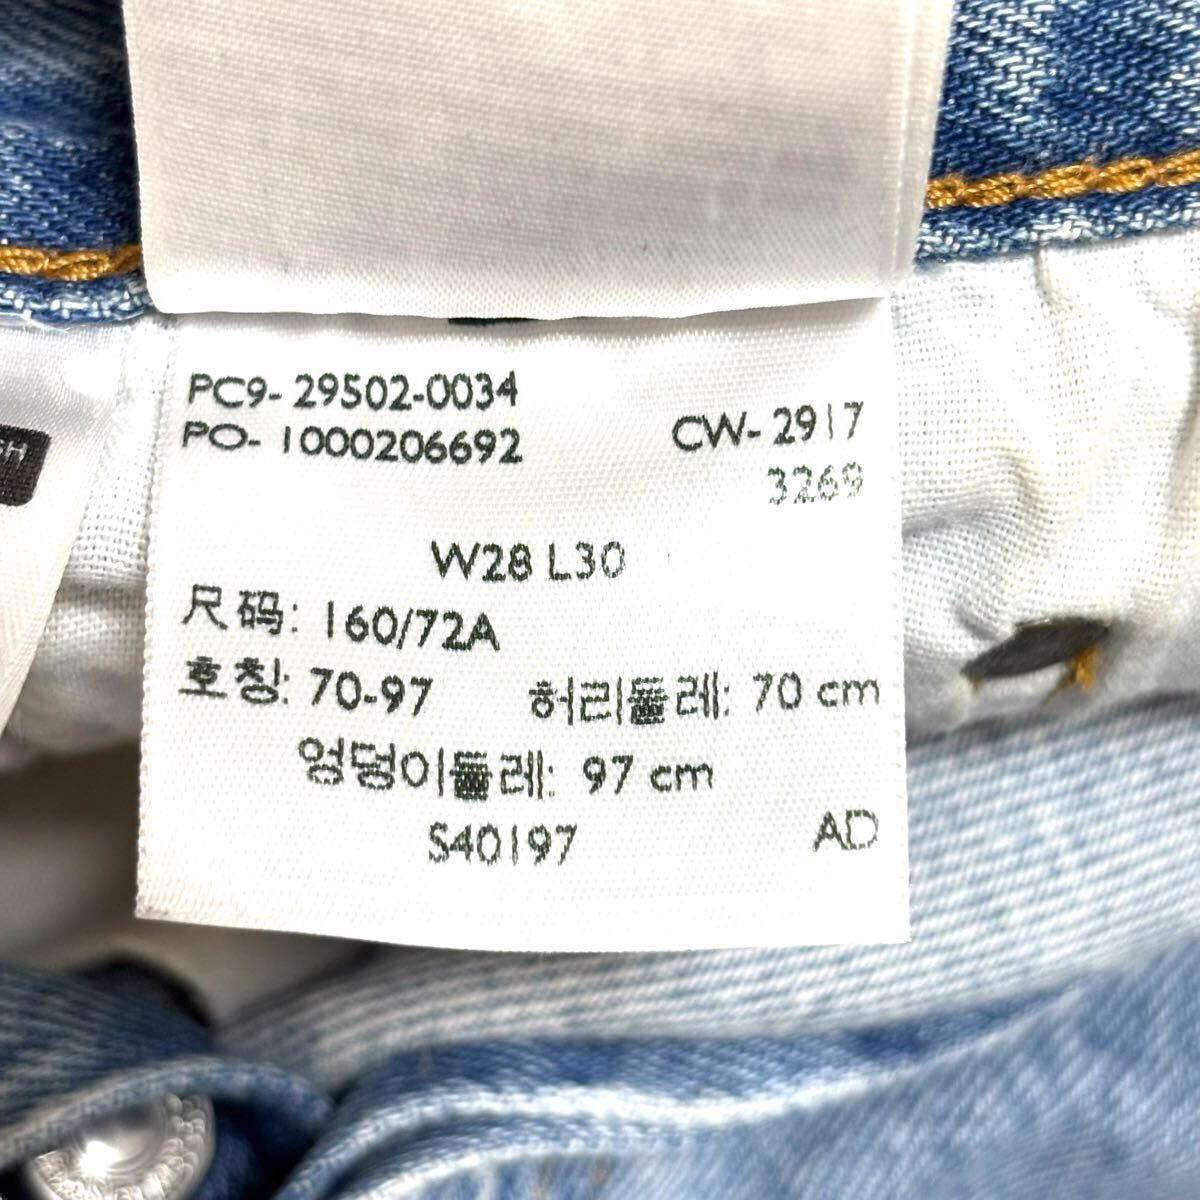 PC9- 29502-0034
PO- 1000206692
CW- 2917
3269
W28 L30
尺码: 160/72A
호칭: 70-97 허리둘레: 70 cm
엉덩이둘레: 97 cm
S40197 AD